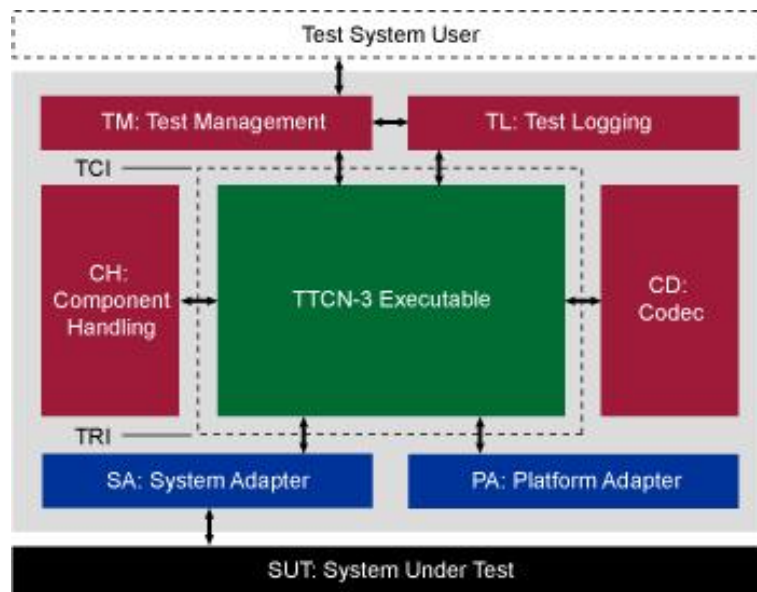 Test System User
TM: Test Management
TL: Test Logging
TCI
CH:
Component
Handling
TTCN-3 Executable
CD:
Codec
TRI
SA: System Adapter
PA: Platform Adapter
SUT: System Under Test